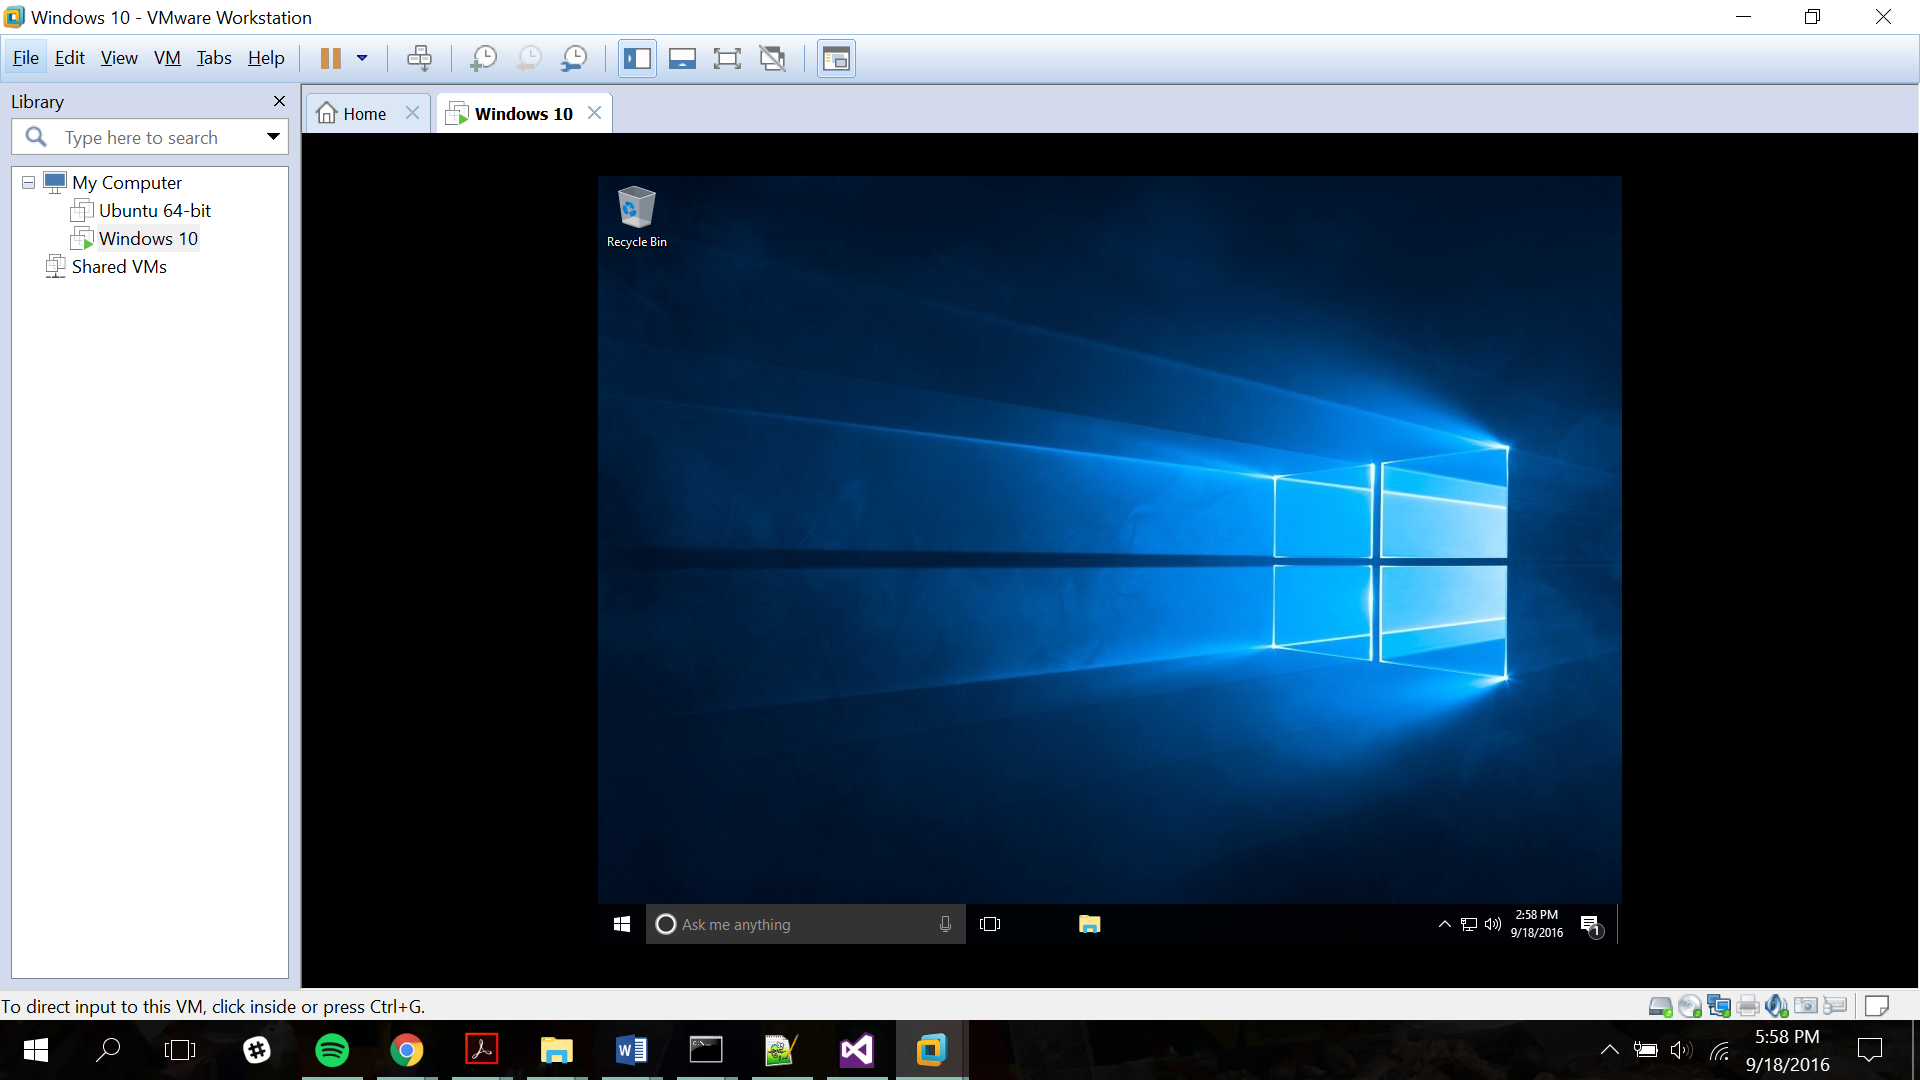 Windows 10 - VMware Workstation
File Edit View VM Tabs Help
Library
Type here to search
Home
Windows 10
My Computer
Ubuntu 64-bit
Windows 10
Shared VMs
Recycle Bin
Ask me anything
2:58 PM
9/18/2016
1
To direct input to this VM, click inside or press Ctrl+G.
5:58 PM
9/18/2016